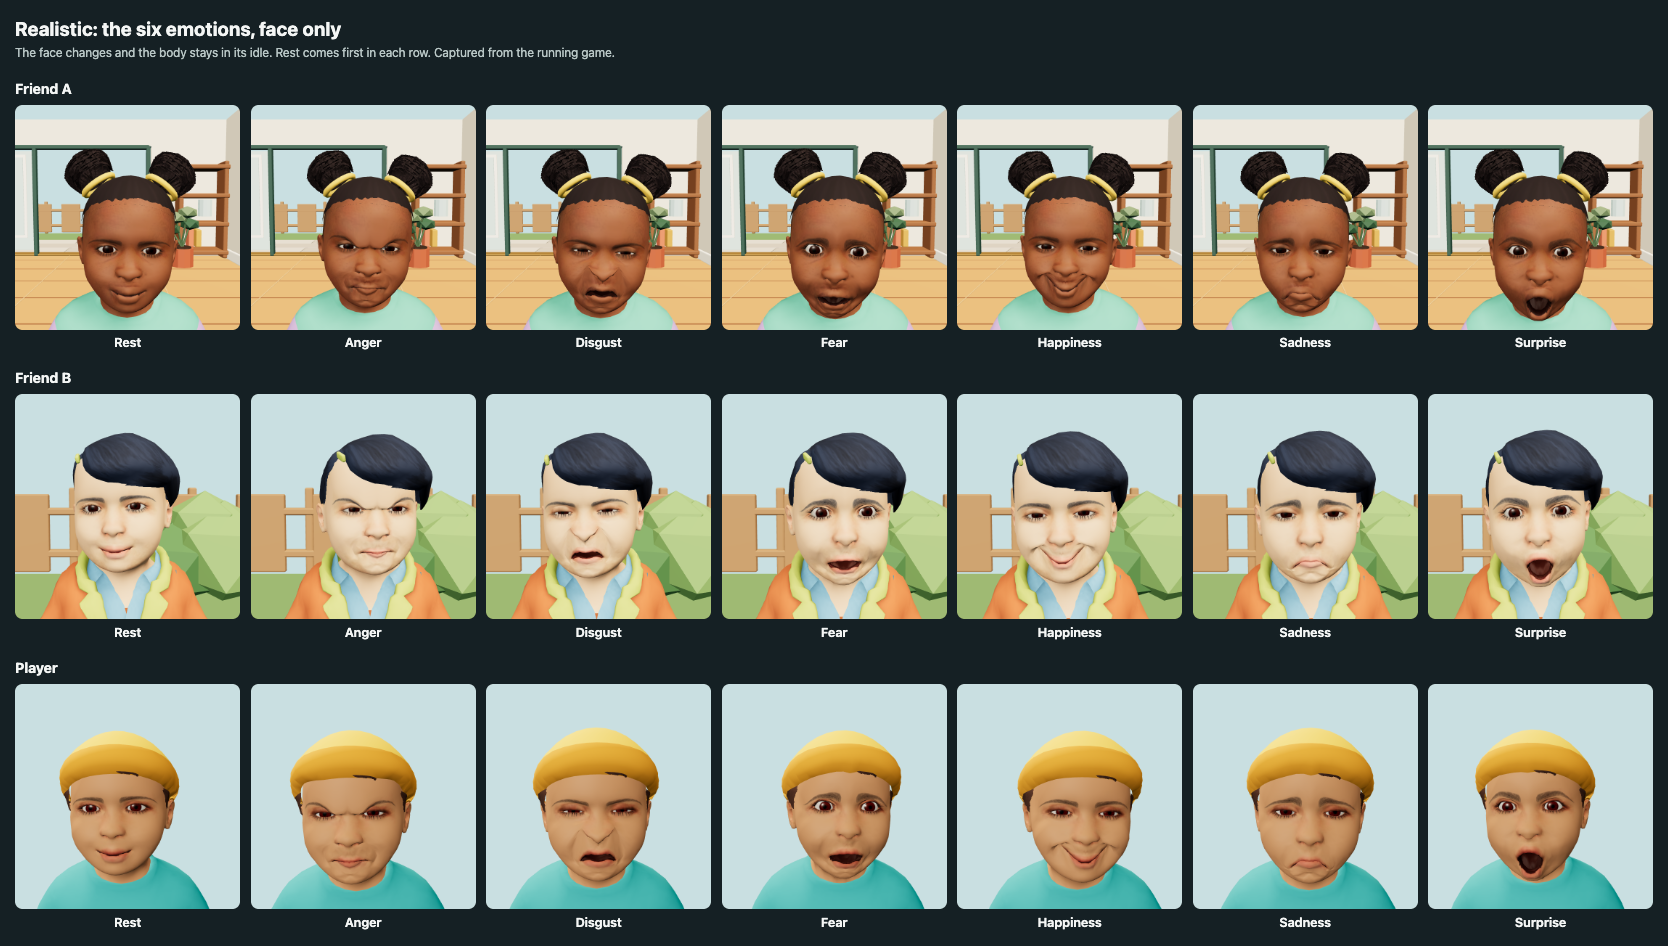 Realistic: the six emotions, face only
The face changes and the body stays in its idle. Rest comes first in each row. Captured from the running game.
Friend A
Rest
Anger
Disgust
Fear
Happiness
Sadness
Surprise
Friend B
Rest
Anger
Disgust
Fear
Happiness
Sadness
Surprise
Player
Rest
Anger
Disgust
Fear
Happiness
Sadness
Surprise